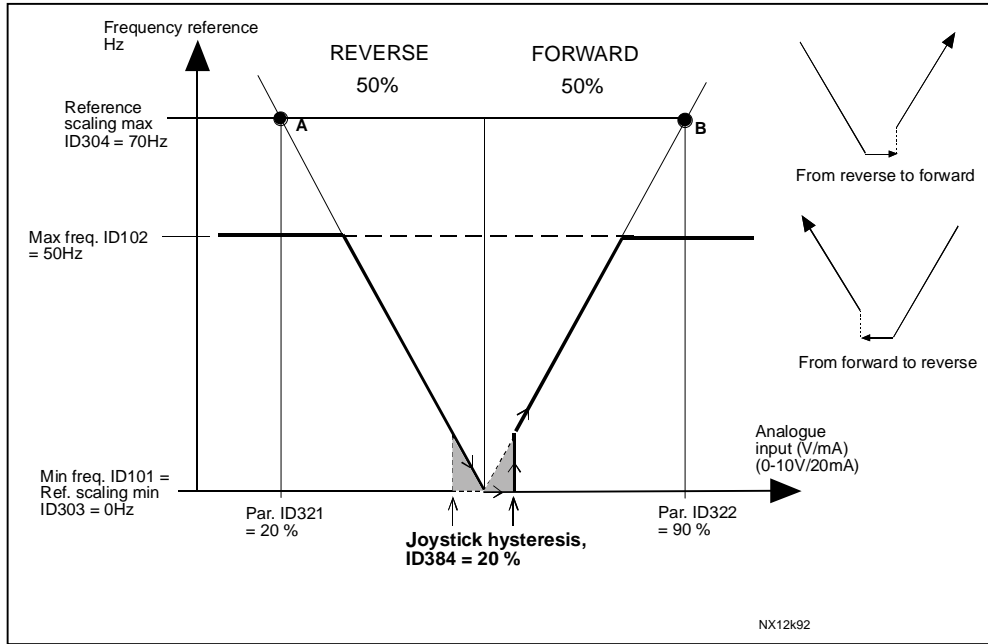 Frequency reference
Hz
REVERSE
50%
FORWARD
50%
Reference
scaling max
ID304 = 70Hz
A
B
From reverse to forward
Max freq. ID102
= 50Hz
From forward to reverse
Analogue
input (V/mA)
(0-10V/20mA)
Min freq. ID101 =
Ref. scaling min
ID303 = 0Hz
Par. ID321
= 20 %
Par. ID322
= 90 %
Joystick hysteresis,
ID384 = 20 %
NX12k92